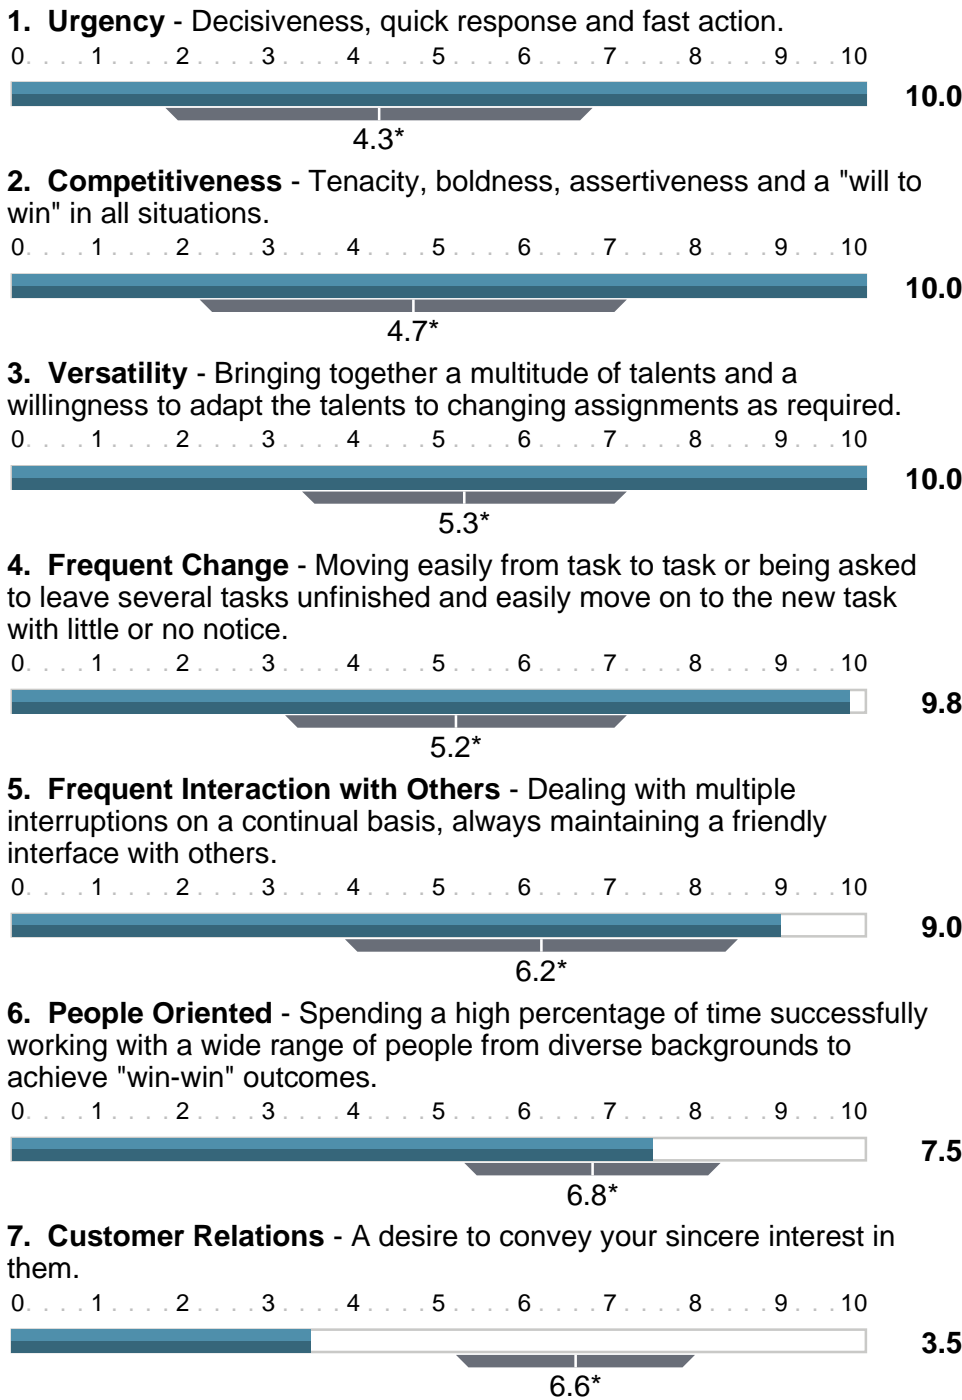 1. Urgency - Decisiveness, quick response and fast action.
0. . . . 1 . . . . 2 . . . . 3 . . . . 4 . . . . 5 . . . . 6 . . . . 7 . . . . 8 . . . . 9 . . . 10
10.0
4.3*
2. Competitiveness - Tenacity, boldness, assertiveness and a "will to
win" in all situations.
0. . . . 1 . . . . 2 . . . . 3 . . . . 4 . . . . 5 . . . . 6 . . . . 7 . . . . 8 . . . . 9 . . . 10
10.0
4.7*
3. Versatility - Bringing together a multitude of talents and a
willingness to adapt the talents to changing assignments as required.
0. . . . 1 . . . . 2 . . . . 3 . . . . 4 . . . . 5 . . . . 6 . . . . 7 . . . . 8 . . . . 9 . . . 10
10.0
5.3*
4. Frequent Change - Moving easily from task to task or being asked
to leave several tasks unfinished and easily move on to the new task
with little or no notice.
0. . . . 1 . . . . 2 . . . . 3 . . . . 4 . . . . 5 . . . . 6 . . . . 7 . . . . 8 . . . . 9 . . . 10
9.8
5.2*
5. Frequent Interaction with Others - Dealing with multiple
interruptions on a continual basis, always maintaining a friendly
interface with others.
0. . . . 1 . . . . 2 . . . . 3 . . . . 4 . . . . 5 . . . . 6 . . . . 7 . . . . 8 . . . . 9 . . . 10
9.0
6.2*
6. People Oriented - Spending a high percentage of time successfully
working with a wide range of people from diverse backgrounds to
achieve "win-win" outcomes.
0. . . . 1 . . . . 2 . . . . 3 . . . . 4 . . . . 5 . . . . 6 . . . . 7 . . . . 8 . . . . 9 . . . 10
7.5
6.8*
7. Customer Relations - A desire to convey your sincere interest in
them.
0. . . . 1 . . . . 2 . . . . 3 . . . . 4 . . . . 5 . . . . 6 . . . . 7 . . . . 8 . . . . 9 . . . 10
3.5
6.6*